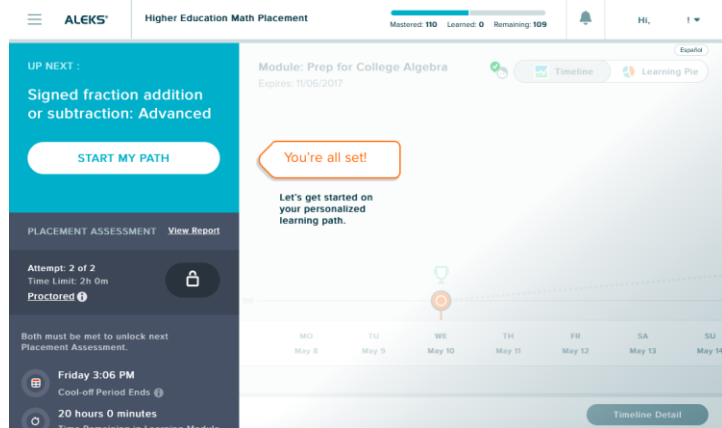 ALEKS®
Higher Education Math Placement
Mastered: 110 Learned: 0 Remaining: 109
Hi, !
Español
UP NEXT :
Signed fraction addition
or subtraction: Advanced
START MY PATH
Module: Prep for College Algebra
Expires: 11/06/2017
Timeline
Learning Pie
You're all set!
Let's get started on
your personalized
learning path.
PLACEMENT ASSESSMENT View Report
Attempt: 2 of 2
Time Limit: 2h 0m
Proctored
Both must be met to unlock next
Placement Assessment.
Friday 3:06 PM
Cool-off Period Ends
20 hours 0 minutes
Time Remaining in Learning Module
MO TU WE TH FR SA SU
May 8 May 9 May 10 May 11 May 12 May 13 May 14
Timeline Detail